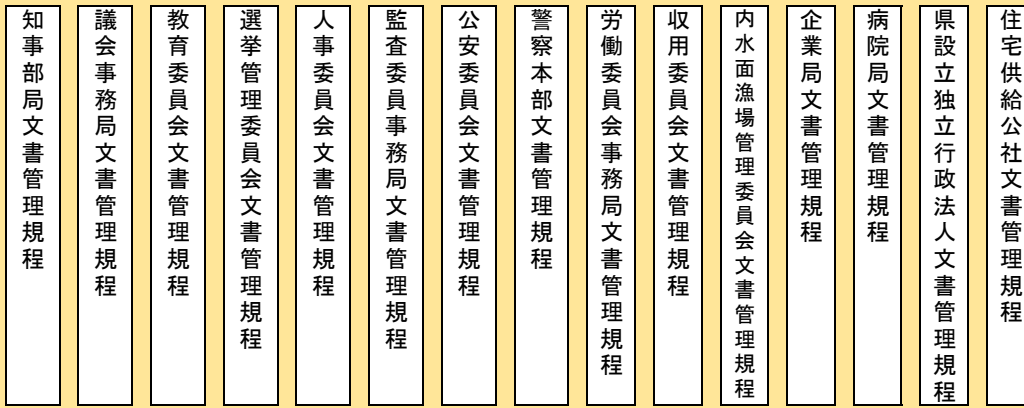 知事部局文書管理規程
議会事務局文書管理規程
教育委員会文書管理規程
選挙管理委員会文書管理規程
人事委員会文書管理規程
監査委員事務局文書管理規程
公安委員会文書管理規程
警察本部文書管理規程
労働委員会事務局文書管理規程
収用委員会文書管理規程
内水面漁場管理委員会文書管理規程
企業局文書管理規程
病院局文書管理規程
県設立独立行政法人文書管理規程
住宅供給公社文書管理規程